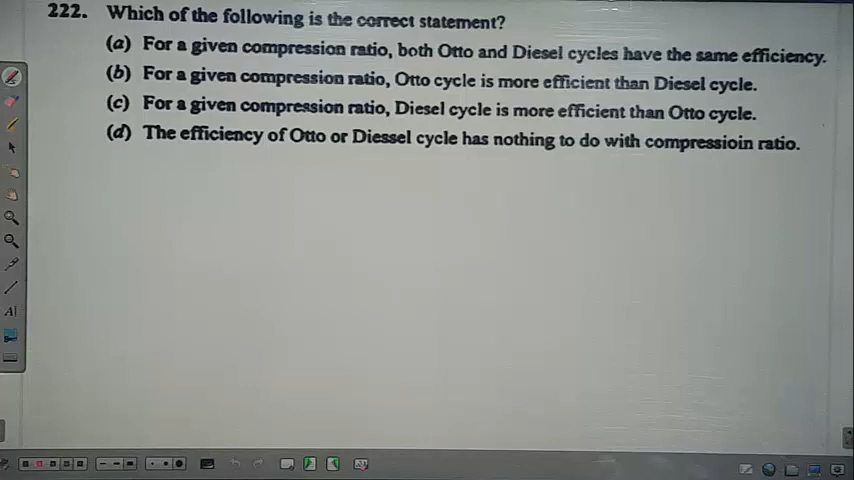 222. Which of the following is the correct statement?
(a) For a given compression ratio, both Otto and Diesel cycles have the same efficiency.
(b) For a given compression ratio, Otto cycle is more efficient than Diesel cycle.
(c) For a given compression ratio, Diesel cycle is more efficient than Otto cycle.
(d) The efficiency of Otto or Diessel cycle has nothing to do with compressioin ratio.
A